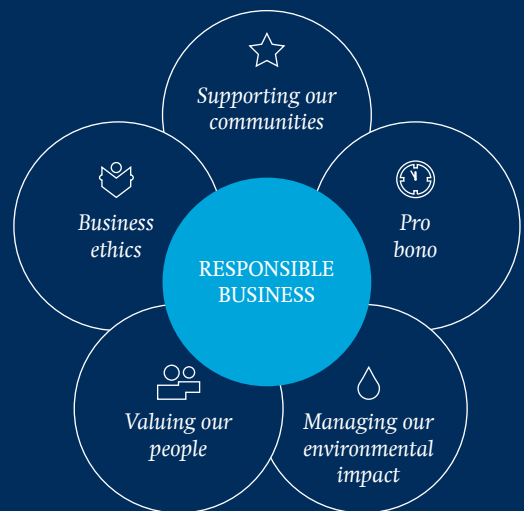 Supporting our
communities
Business
ethics
Pro
bono
RESPONSIBLE
BUSINESS
Valuing our
people
Managing our
environmental
impact